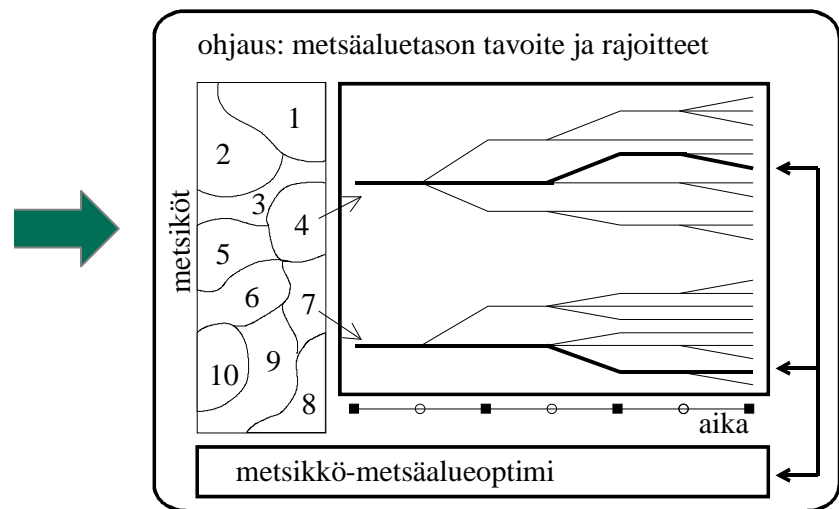 ohjaus: metsäaluetason tavoite ja rajoitteet
metsiköt
1
2
3
4
5
6
7
10
9
8
aika
metsikkö-metsäalueoptimi